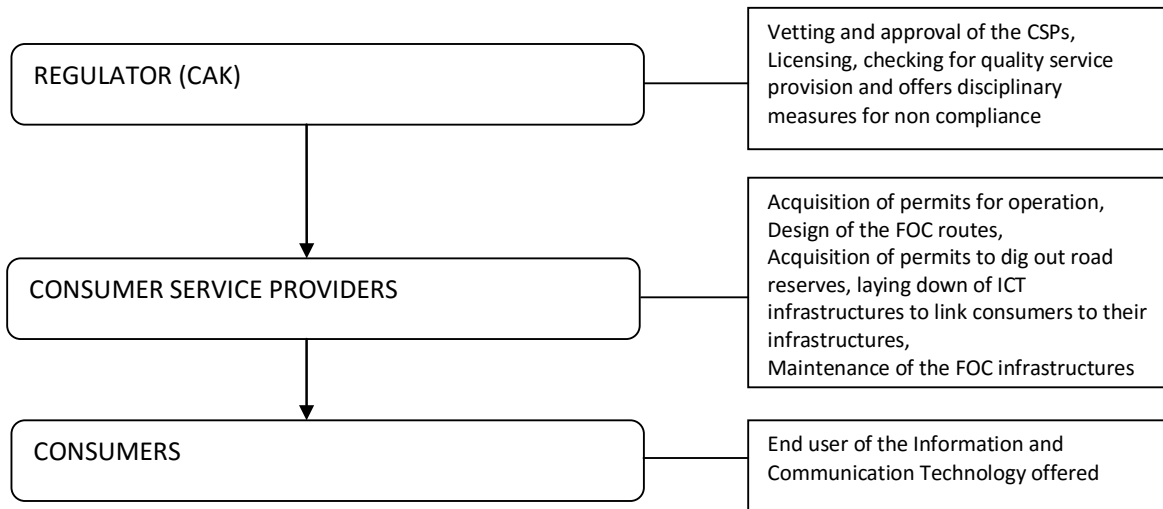 REGULATOR (CAK)
Vetting and approval of the CSPs,
Licensing, checking for quality service
provision and offers disciplinary
measures for non compliance
CONSUMER SERVICE PROVIDERS
Acquisition of permits for operation,
Design of the FOC routes,
Acquisition of permits to dig out road
reserves, laying down of ICT
infrastructures to link consumers to their
infrastructures,
Maintenance of the FOC infrastructures
CONSUMERS
End user of the Information and
Communication Technology offered